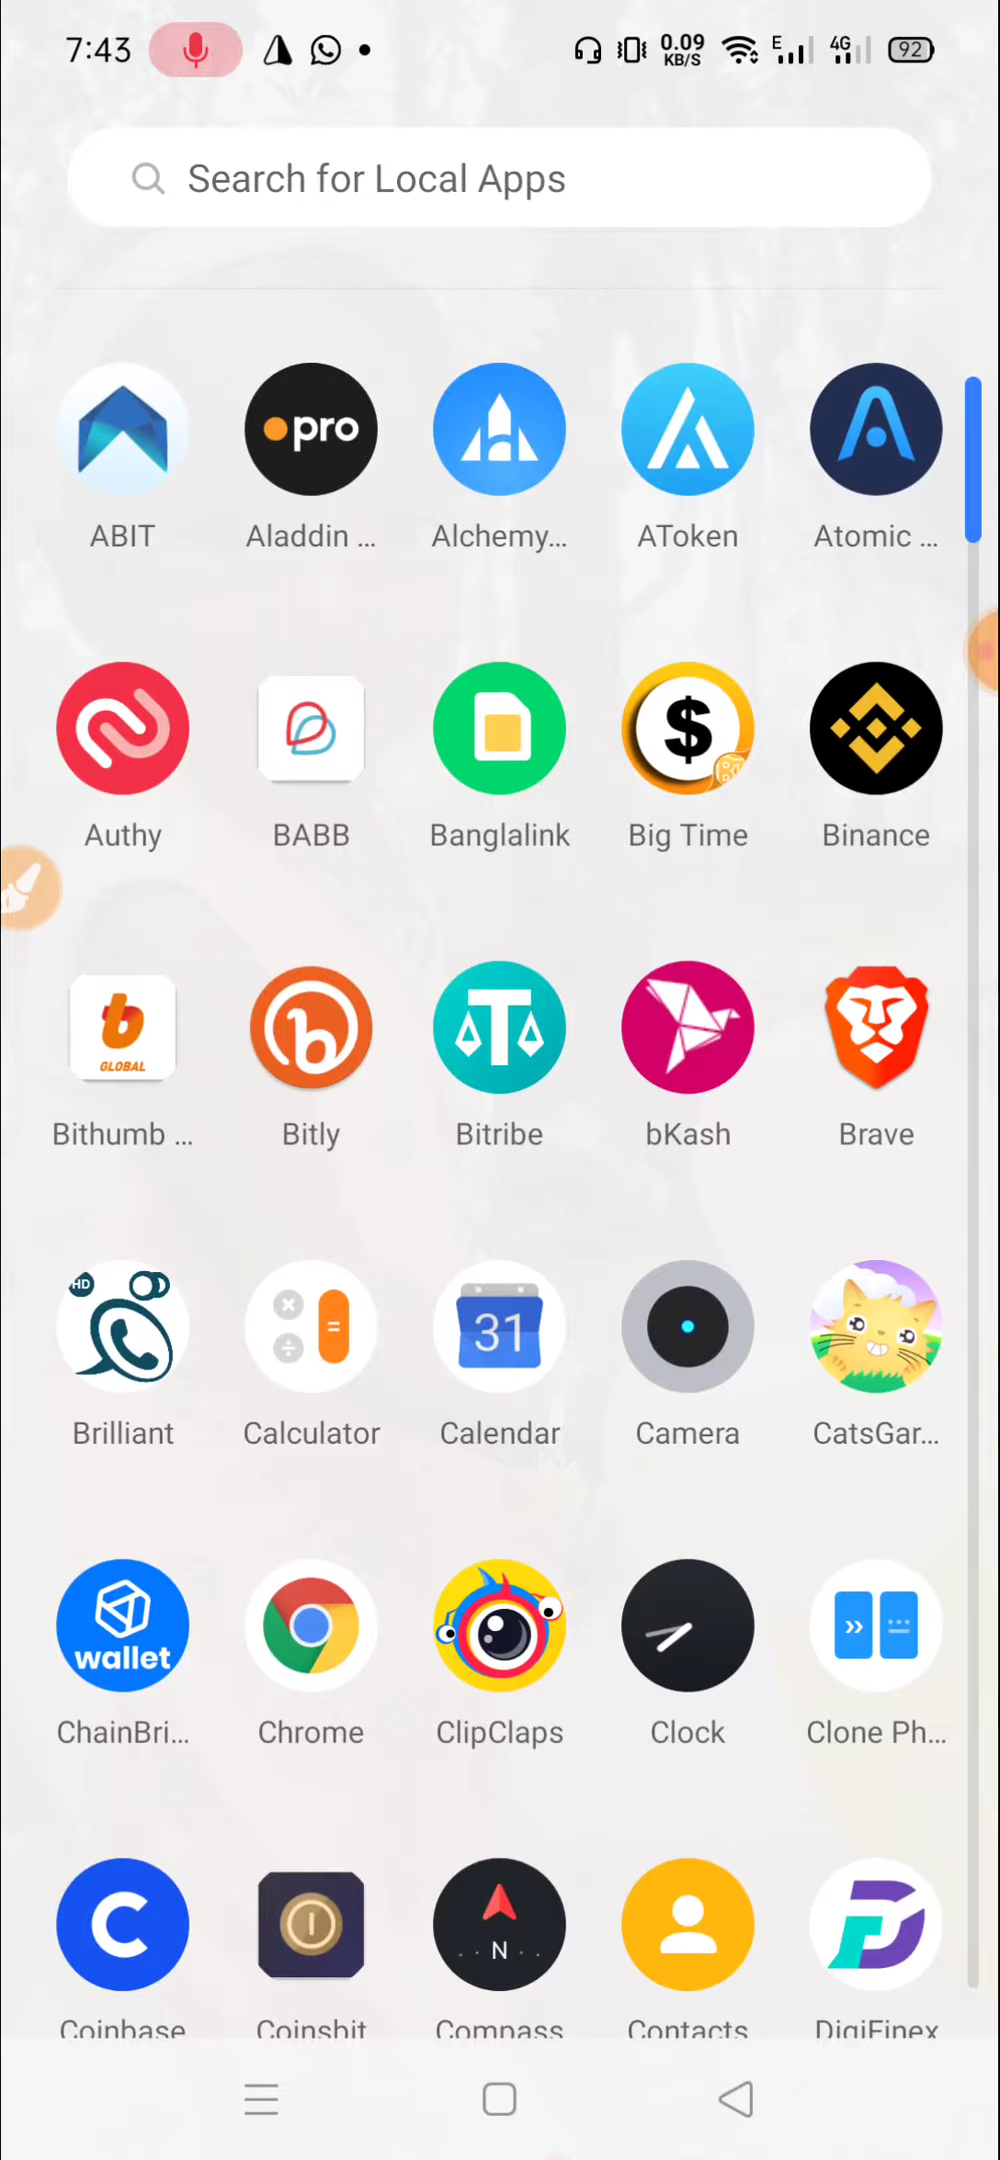 7:43 0.09 KB/S E 4G 92
Search for Local Apps
pro
ABIT Aladdin ... Alchemy... AToken Atomic ...
$
Authy BABB Banglalink Big Time Binance
b GLOBAL b T
Bithumb ... Bitly Bitribe bKash Brave
HD = 31
Brilliant Calculator Calendar Camera CatsGar...
wallet
ChainBri... Chrome ClipClaps Clock Clone Ph...
C N
Coinbase Coinsbit Compass Contacts DigiFinex